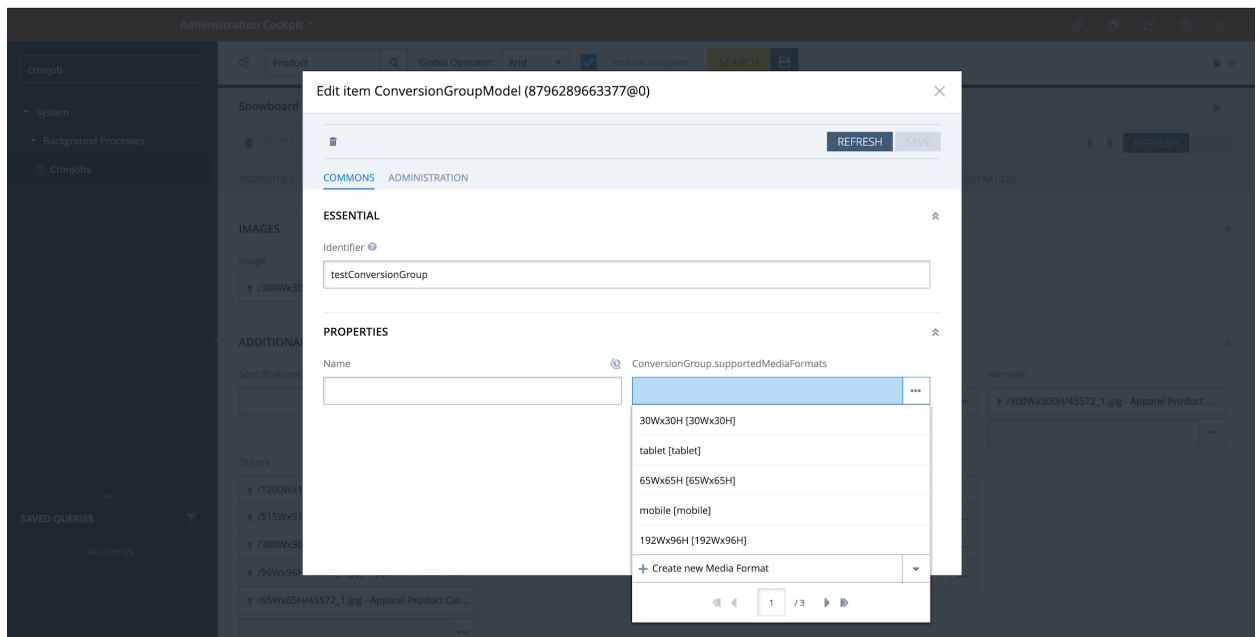 Administration Cockpit
cronjob
Product
Global Operator: And
Include subtypes
SEARCH
System
Background Processes
CronJobs
SAVED QUERIES
No queries
Snowboard
REFRESH
PROPERTIES
IMAGES
Image
Specifications
Others
Normals
/300Wx300H/45572_1.jpg - Apparel Product ...
/65Wx65H/45572_1.jpg - Apparel Product Cat...
Edit item ConversionGroupModel (8796289663377@0)
REFRESH SAVE
COMMONS ADMINISTRATION
ESSENTIAL
Identifier
testConversionGroup
PROPERTIES
Name
ConversionGroup.supportedMediaFormats
30Wx30H [30Wx30H]
tablet [tablet]
65Wx65H [65Wx65H]
mobile [mobile]
192Wx96H [192Wx96H]
Create new Media Format
1 / 3